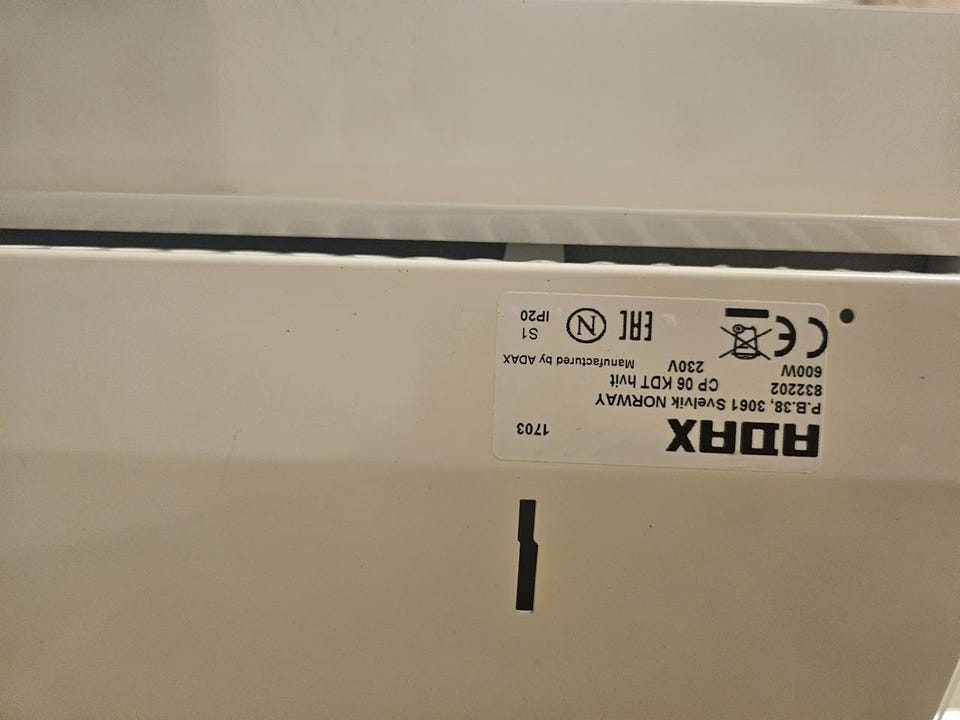 ADAX 1703
P.B.38, 3061 Svelvik NORWAY
832202 CP 06 KDT hvit
600W 230V Manufactured by ADAX
CE EAC N S1
IP20